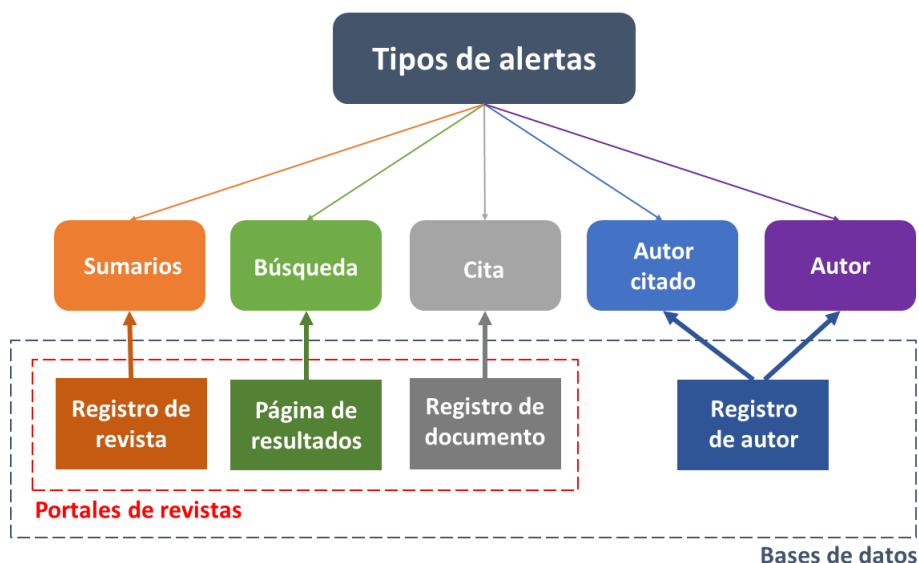 Tipos de alertas
Sumarios
Búsqueda
Cita
Autor
citado
Autor
Registro de
revista
Página de
resultados
Registro de
documento
Registro
de autor
Portales de revistas
Bases de datos